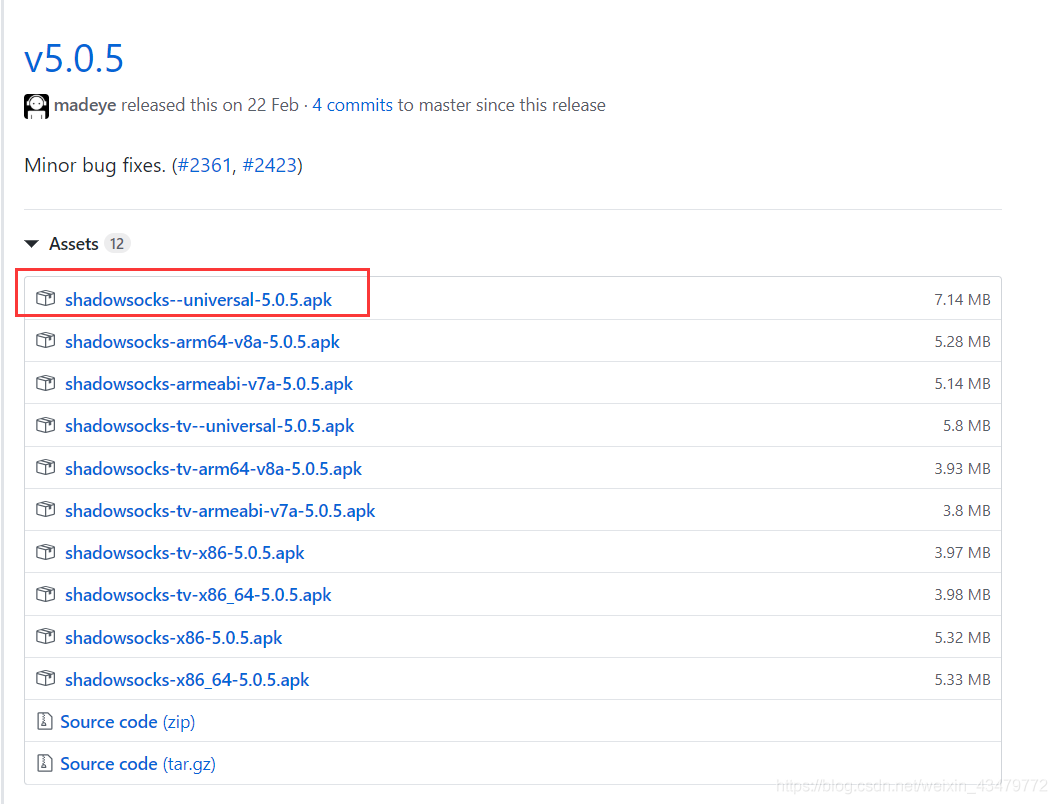 v5.0.5
madeye released this on 22 Feb · 4 commits to master since this release
Minor bug fixes. (#2361, #2423)
Assets 12
shadowsocks--universal-5.0.5.apk 7.14 MB
shadowsocks-arm64-v8a-5.0.5.apk 5.28 MB
shadowsocks-armeabi-v7a-5.0.5.apk 5.14 MB
shadowsocks-tv--universal-5.0.5.apk 5.8 MB
shadowsocks-tv-arm64-v8a-5.0.5.apk 3.93 MB
shadowsocks-tv-armeabi-v7a-5.0.5.apk 3.8 MB
shadowsocks-tv-x86-5.0.5.apk 3.97 MB
shadowsocks-tv-x86_64-5.0.5.apk 3.98 MB
shadowsocks-x86-5.0.5.apk 5.32 MB
shadowsocks-x86_64-5.0.5.apk 5.33 MB
Source code (zip)
Source code (tar.gz)
https://blog.csdn.net/weixin_43479772